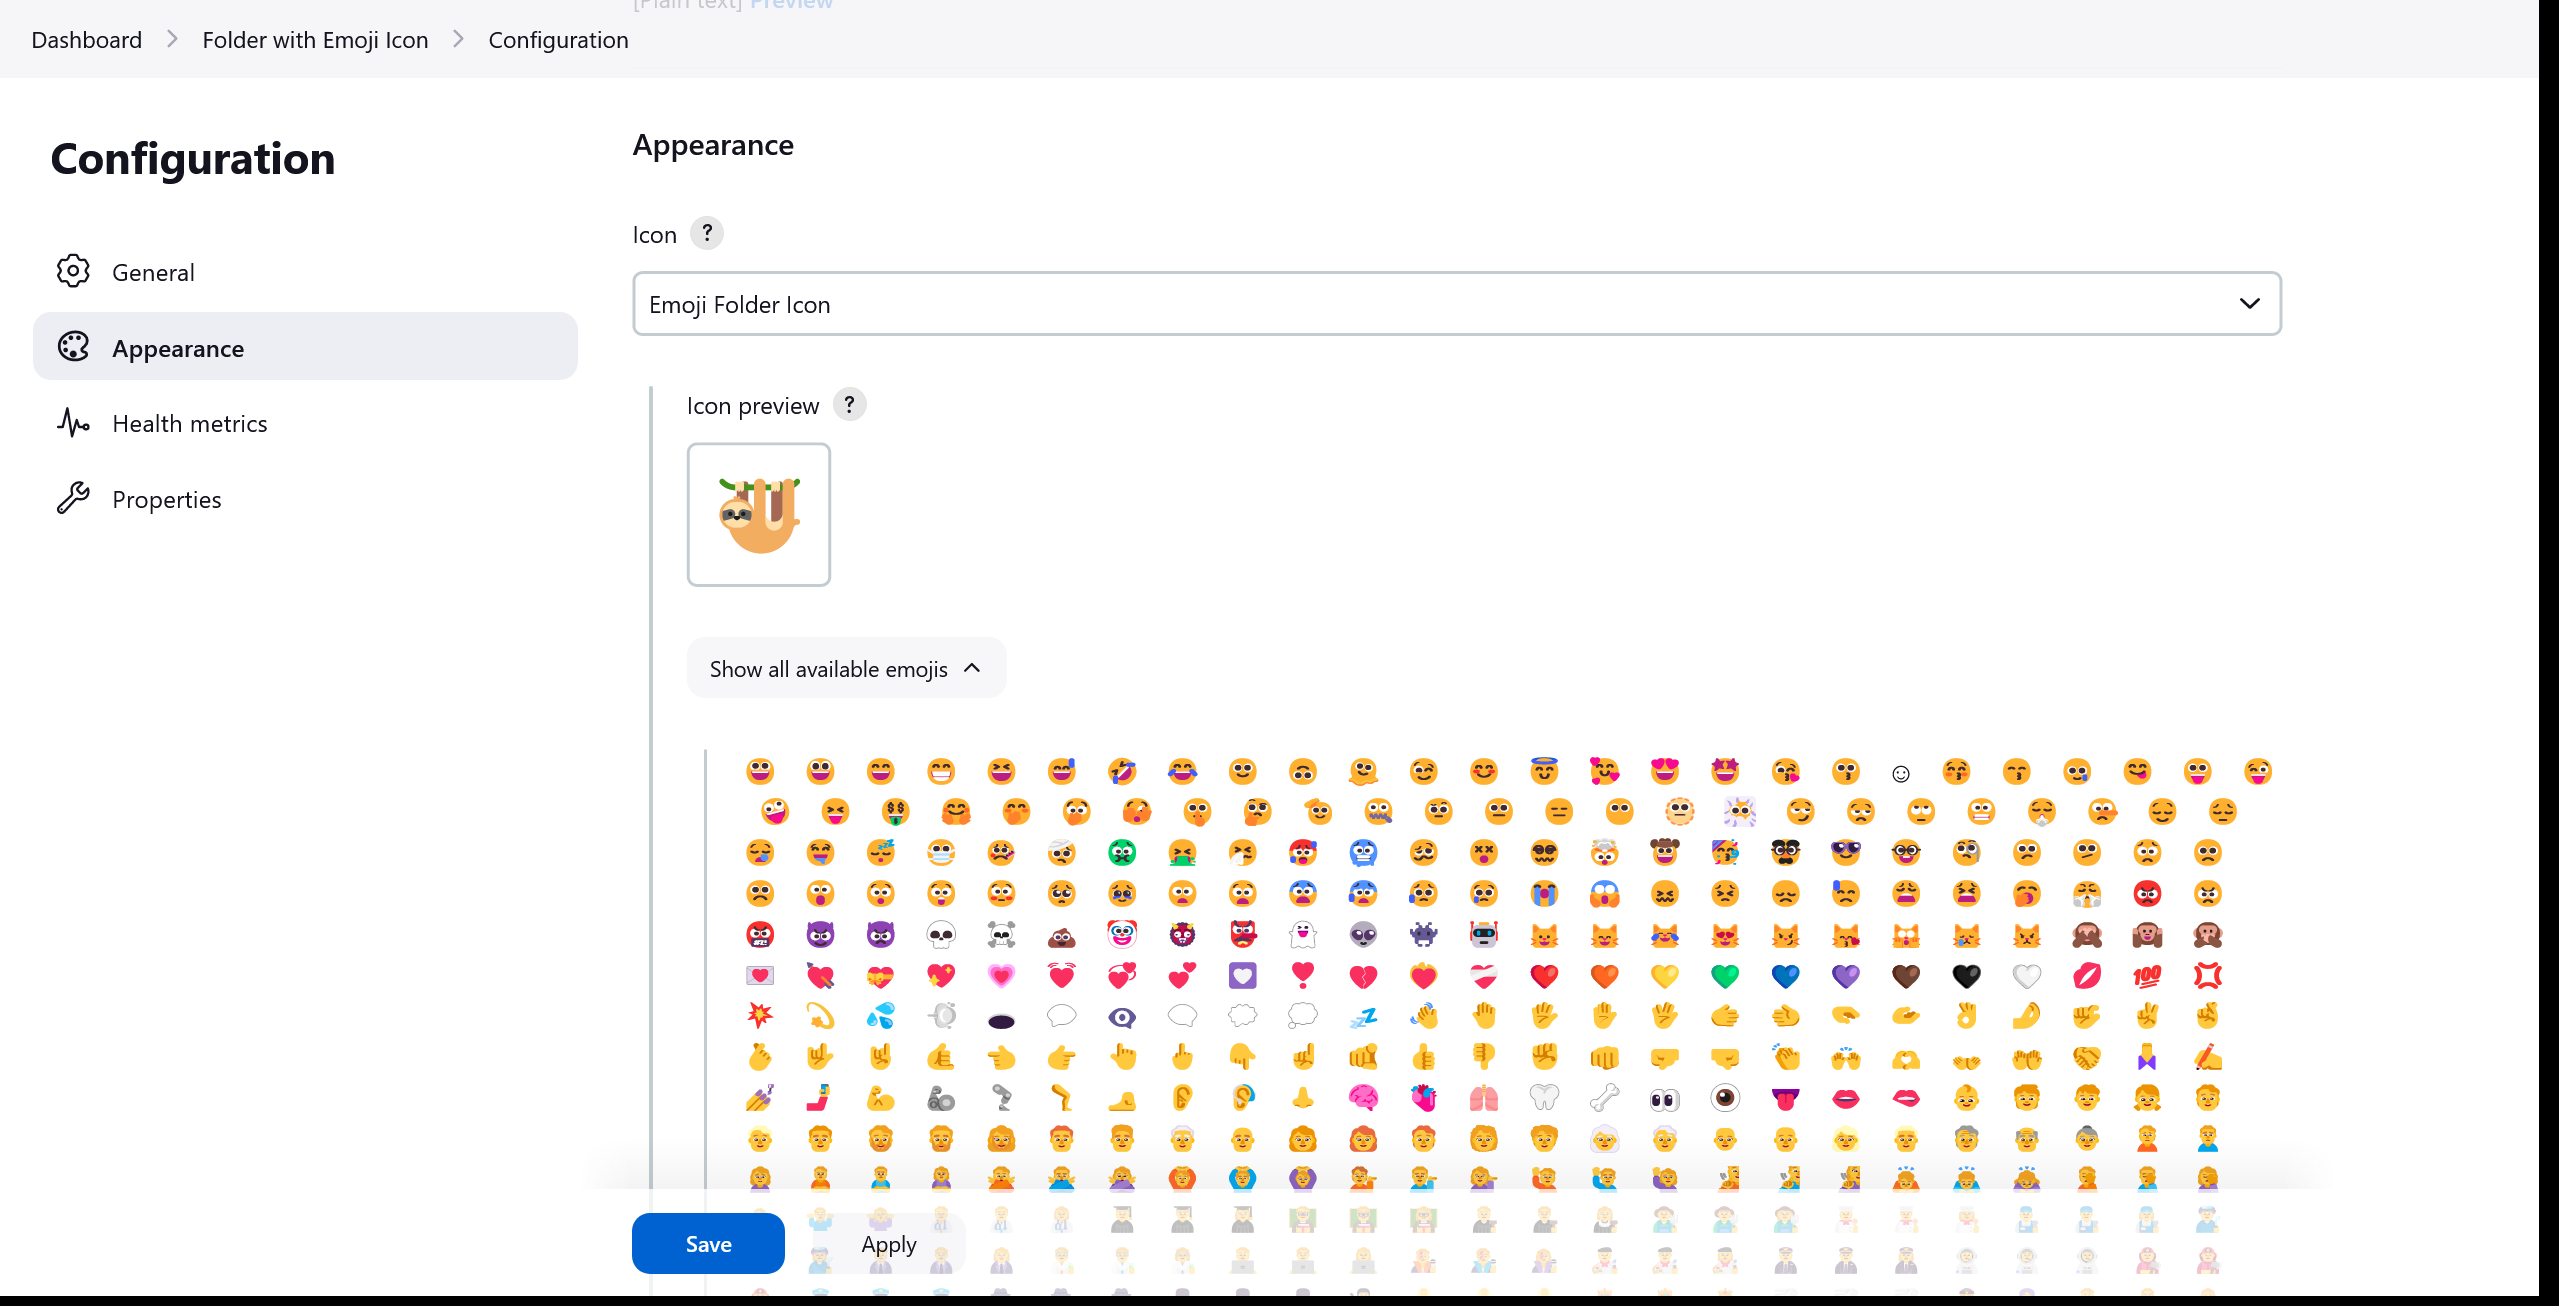 [Plain text] Preview
Dashboard Folder with Emoji Icon Configuration
Configuration
General
Appearance
Health metrics
Properties
Appearance
Icon ?
Emoji Folder Icon
Icon preview ?
Show all available emojis
Save Apply